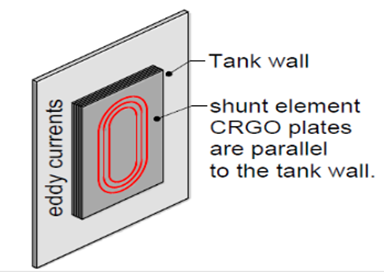 Tank wall
shunt element
CRGO plates
are parallel
to the tank wall.
eddy currents